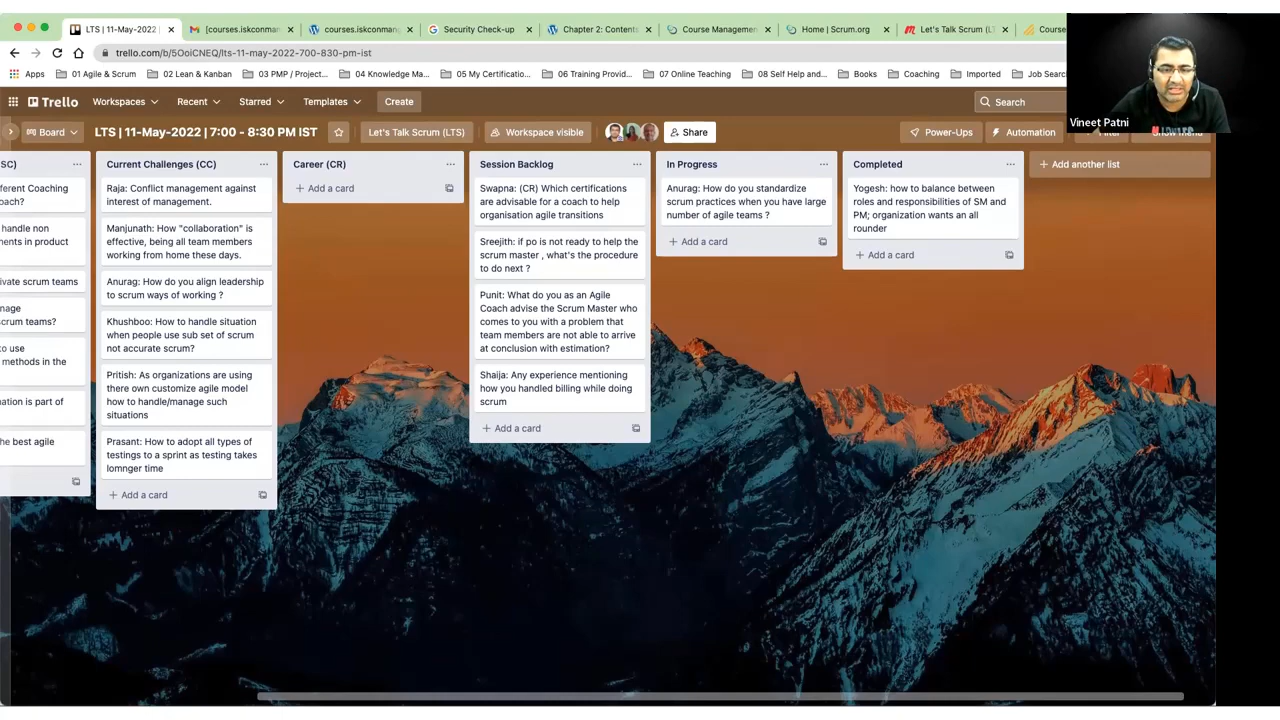 LTS | 11-May-2022 |
[courses.iskconman
courses.iskconman
Security Check-up
Chapter 2: Contents
Course Managemen
Home | Scrum.org
Let's Talk Scrum (L
Course
trello.com/b/5OoiCNEQ/lts-11-may-2022-700-830-pm-ist
Apps
01 Agile & Scrum
02 Lean & Kanban
03 PMP / Project...
04 Knowledge Ma...
05 My Certificatio...
06 Training Provid...
07 Online Teaching
08 Self Help and...
Books
Coaching
Imported
Job Searc
Trello
Workspaces
Recent
Starred
Templates
Create
Search
Vineet Patni
Board
LTS | 11-May-2022 | 7:00 - 8:30 PM IST
Let's Talk Scrum (LTS)
Workspace visible
Share
Power-Ups
Automation
Filter
Show menu
SC)
ferent Coaching
oach?
handle non
ents in product
ivate scrum teams
nage
scrum teams?
to use
methods in the
nation is part of
he best agile
Current Challenges (CC)
Raja: Conflict management against
interest of management.
Manjunath: How "collaboration" is
effective, being all team members
working from home these days.
Anurag: How do you align leadership
to scrum ways of working ?
Khushboo: How to handle situation
when people use sub set of scrum
not accurate scrum?
Pritish: As organizations are using
there own customize agile model
how to handle/manage such
situations
Prasant: How to adopt all types of
testings to a sprint as testing takes
lomnger time
+ Add a card
Career (CR)
+ Add a card
Session Backlog
Swapna: (CR) Which certifications
are advisable for a coach to help
organisation agile transitions
Sreejith: if po is not ready to help the
scrum master , what's the procedure
to do next ?
Punit: What do you as an Agile
Coach advise the Scrum Master who
comes to you with a problem that
team members are not able to arrive
at conclusion with estimation?
Shaija: Any experience mentioning
how you handled billing while doing
scrum
+ Add a card
In Progress
Anurag: How do you standardize
scrum practices when you have large
number of agile teams ?
+ Add a card
Completed
Yogesh: how to balance between
roles and responsibilities of SM and
PM; organization wants an all
rounder
+ Add a card
+ Add another list